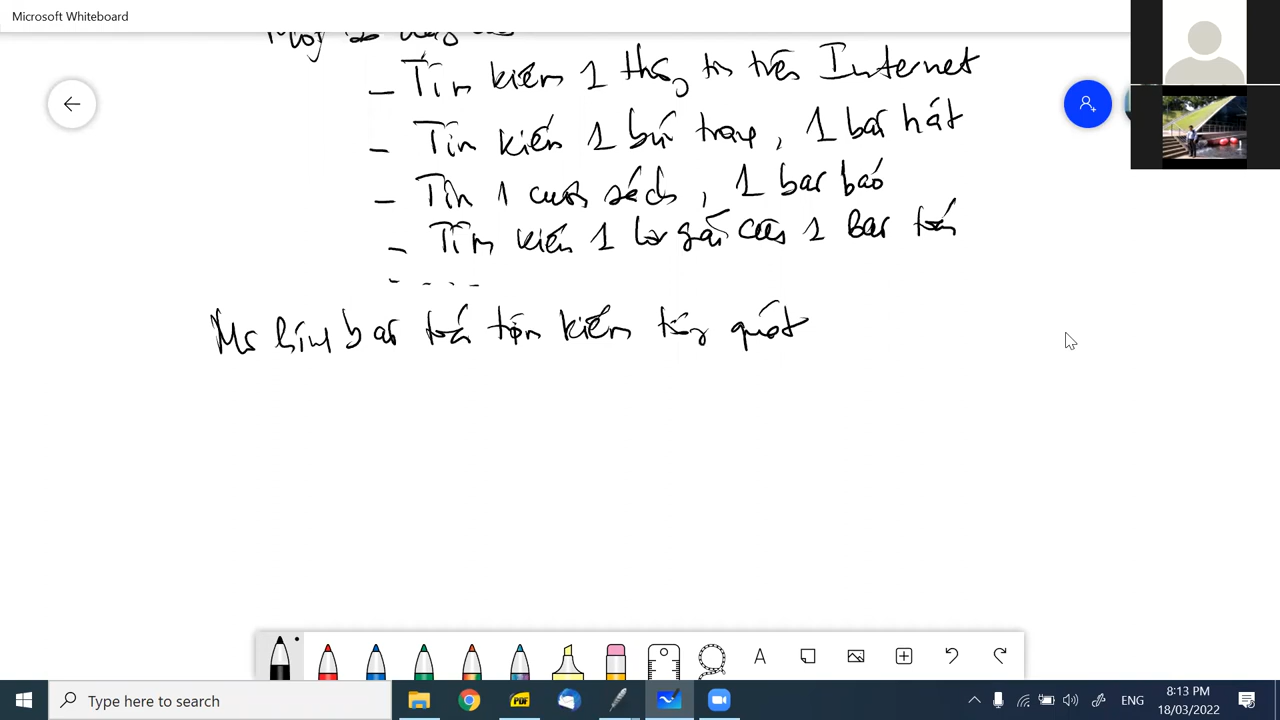 Microsoft Whiteboard
- Tìm kiếm 1 thông tin trên Internet
- Tìm kiếm 1 bức tranh, 1 bài hát
- Tìm 1 cuốn sách, 1 bài báo
- Tìm kiếm 1 lời giải của 1 bài toán
- ....
Mô hình bài toán tìm kiếm tổng quát
A
Type here to search
PDF
ENG
8:13 PM
18/03/2022